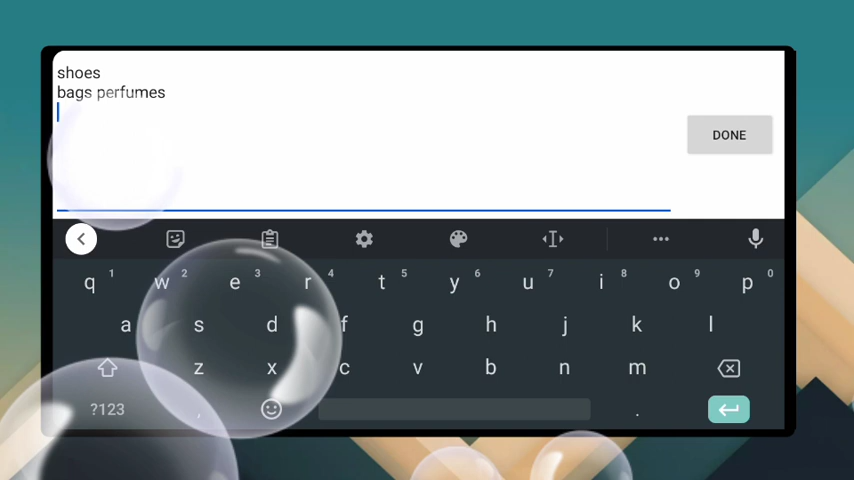 shoes
bags perfumes
DONE
q 1 w 2 e 3 r 4 t 5 y 6 u 7 i 8 o 9 p 0
a s d f g h j k l
z x c v b n m
?123 , .